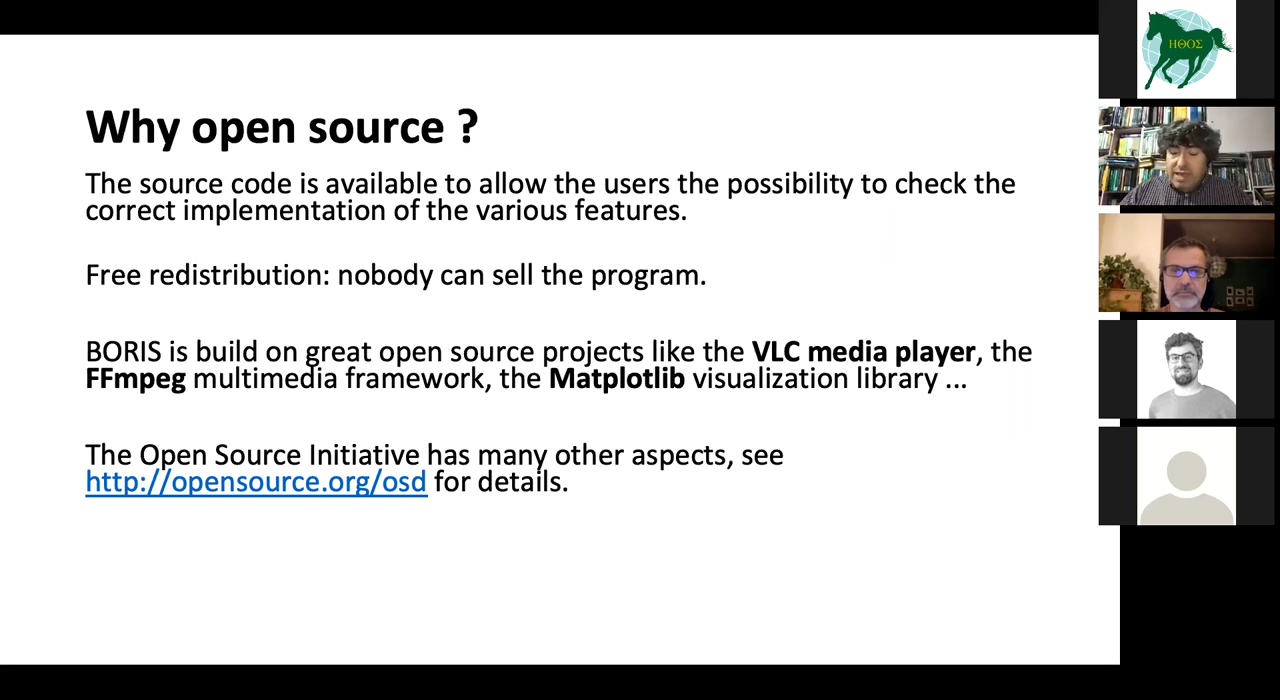 Why open source ?
The source code is available to allow the users the possibility to check the
correct implementation of the various features.
Free redistribution: nobody can sell the program.
BORIS is build on great open source projects like the VLC media player, the
FFmpeg multimedia framework, the Matplotlib visualization library ...
The Open Source Initiative has many other aspects, see
http://opensource.org/osd for details.
ΗΘΟΣ